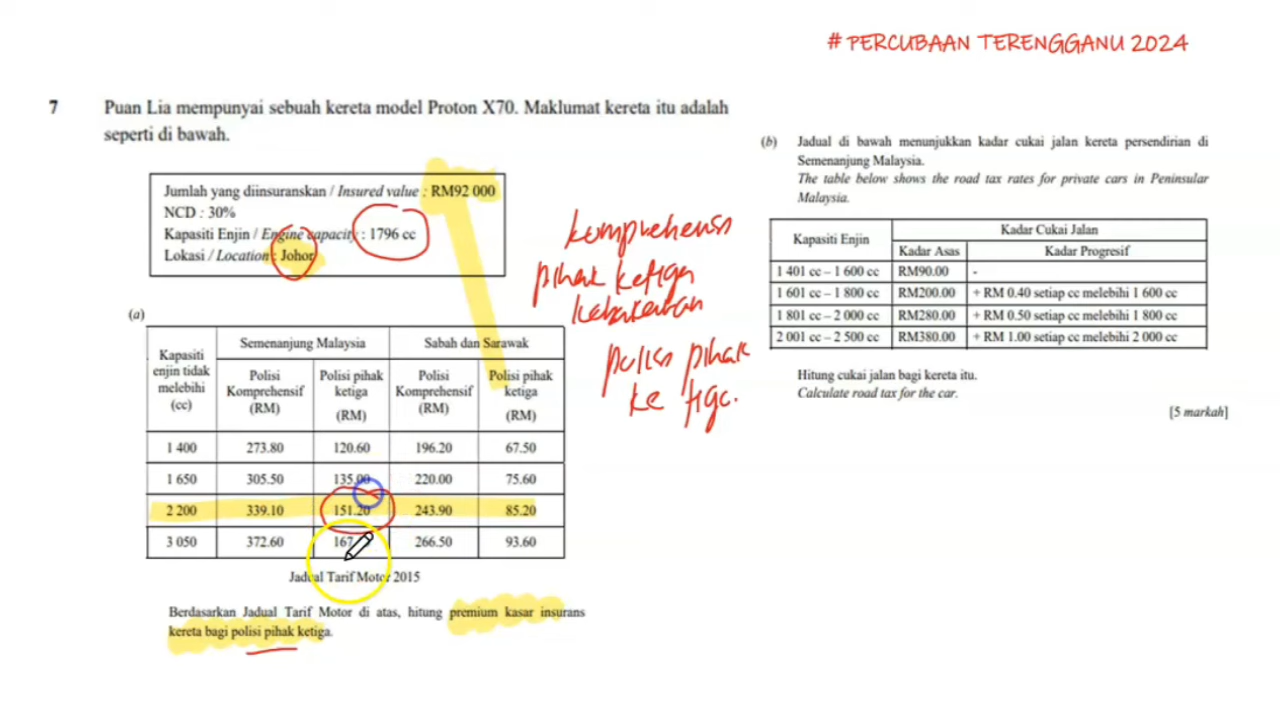 # PERCUBAAN TERENGGANU 2024
7 Puan Lia mempunyai sebuah kereta model Proton X70. Maklumat kereta itu adalah
seperti di bawah.
Jumlah yang diinsuranskan / Insured value : RM92 000
NCD : 30%
Kapasiti Enjin / Engine capacity : 1796 cc
Lokasi / Location : Johor
komprehensif
pihak ketiga
kebakaran
polisi pihak
ke tiga.
(a)
Kapasiti enjin tidak melebihi (cc) Semenanjung Malaysia Sabah dan Sarawak
Polisi Komprehensif (RM) Polisi pihak ketiga (RM) Polisi Komprehensif (RM) Polisi pihak ketiga (RM)
1 400 273.80 120.60 196.20 67.50
1 650 305.50 135.00 220.00 75.60
2 200 339.10 151.20 243.90 85.20
3 050 372.60 167 266.50 93.60
Jadual Tarif Motor 2015
Berdasarkan Jadual Tarif Motor di atas, hitung premium kasar insurans
kereta bagi polisi pihak ketiga.
(b) Jadual di bawah menunjukkan kadar cukai jalan kereta persendirian di
Semenanjung Malaysia.
The table below shows the road tax rates for private cars in Peninsular
Malaysia.
Kapasiti Enjin Kadar Cukai Jalan
Kadar Asas Kadar Progresif
1 401 cc – 1 600 cc RM90.00 -
1 601 cc – 1 800 cc RM200.00 + RM 0.40 setiap cc melebihi 1 600 cc
1 801 cc – 2 000 cc RM280.00 + RM 0.50 setiap cc melebihi 1 800 cc
2 001 cc – 2 500 cc RM380.00 + RM 1.00 setiap cc melebihi 2 000 cc
Hitung cukai jalan bagi kereta itu.
Calculate road tax for the car.
[5 markah]